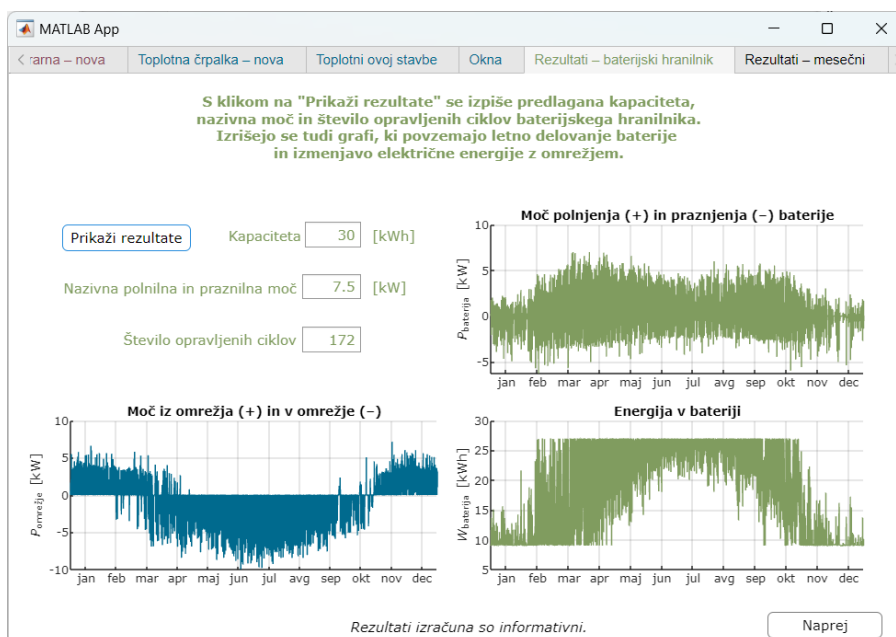 MATLAB App
rarna – nova
Toplotna črpalka – nova
Toplotni ovoj stavbe
Okna
Rezultati – baterijski hranilnik
Rezultati – mesečni
S klikom na "Prikaži rezultate" se izpiše predlagana kapaciteta,
nazivna moč in število opravljenih ciklov baterijskega hranilnika.
Izrišejo se tudi grafi, ki povzemajo letno delovanje baterije
in izmenjavo električne energije z omrežjem.
Prikaži rezultate
Kapaciteta 30 [kWh]
Nazivna polnilna in praznilna moč 7.5 [kW]
Število opravljenih ciklov 172
Moč polnjenja (+) in praznjenja (–) baterije
10
5
0
-5
Pbaterija [kW]
jan feb mar apr maj jun jul avg sep okt nov dec
Moč iz omrežja (+) in v omrežje (–)
10
5
0
-5
-10
Pomrežje [kW]
jan feb mar apr maj jun jul avg sep okt nov dec
Energija v bateriji
30
25
20
15
10
5
Wbaterija [kWh]
jan feb mar apr maj jun jul avg sep okt nov dec
Rezultati izračuna so informativni.
Naprej